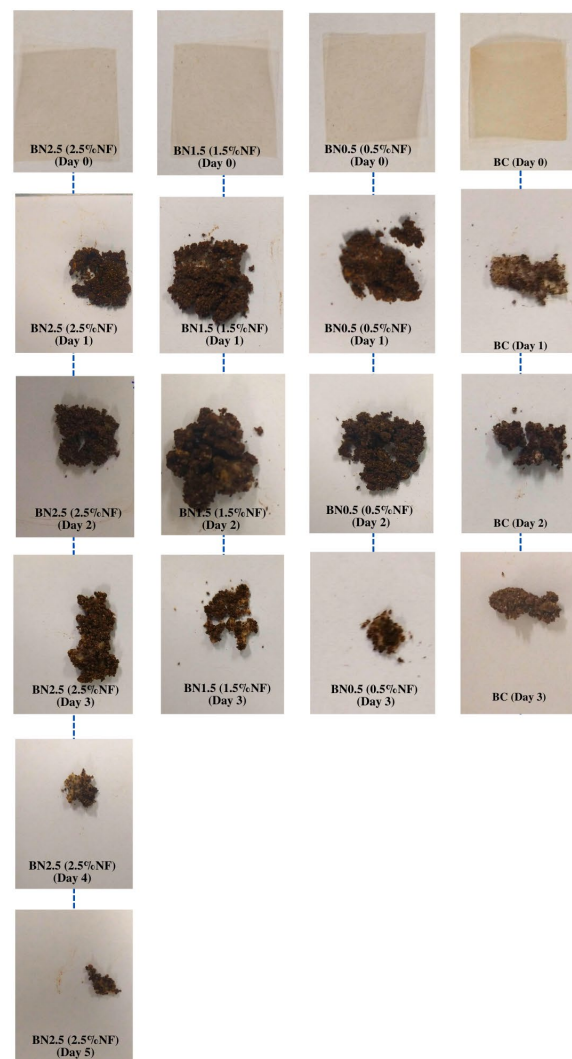 BN2.5 (2.5%NF)
(Day 0)
BN1.5 (1.5%NF)
(Day 0)
BN0.5 (0.5%NF)
(Day 0)
BC (Day 0)
BN2.5 (2.5%NF)
(Day 1)
BN1.5 (1.5%NF)
(Day 1)
BN0.5 (0.5%NF)
(Day 1)
BC (Day 1)
BN2.5 (2.5%NF)
(Day 2)
BN1.5 (1.5%NF)
(Day 2)
BN0.5 (0.5%NF)
(Day 2)
BC (Day 2)
BN2.5 (2.5%NF)
(Day 3)
BN1.5 (1.5%NF)
(Day 3)
BN0.5 (0.5%NF)
(Day 3)
BC (Day 3)
BN2.5 (2.5%NF)
(Day 4)
BN2.5 (2.5%NF)
(Day 5)